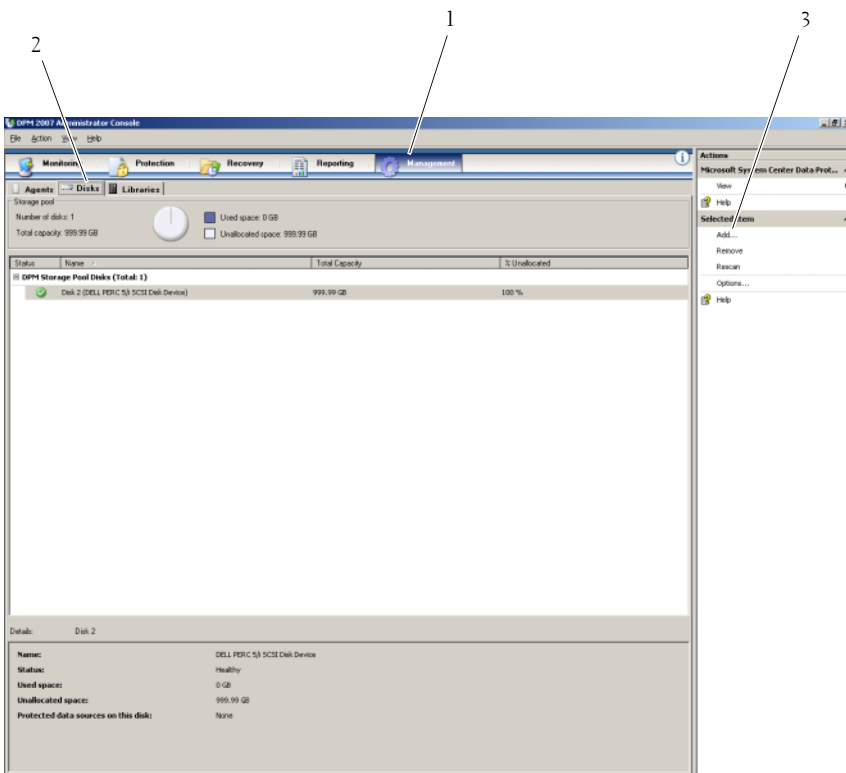 1
2
3
DPM 2007 Administrator Console
File Action View Help
Monitoring Protection Recovery Reporting Management
Agents Disks Libraries
Storage pool
Number of disks: 1
Total capacity: 999.99 GB
Used space: 0 GB
Unallocated space: 999.99 GB
Status Name Total Capacity % Unallocated
DPM Storage Pool Disks (Total: 1)
Disk 2 (DELL PERC 5/i SCSI Disk Device) 999.99 GB 100 %
Details: Disk 2
Name: DELL PERC 5/i SCSI Disk Device
Status: Healthy
Used space: 0 GB
Unallocated space: 999.99 GB
Protected data sources on this disk: None
Actions
Microsoft System Center Data Prot...
View
Help
Selected item
Add...
Remove
Rescan
Options...
Help